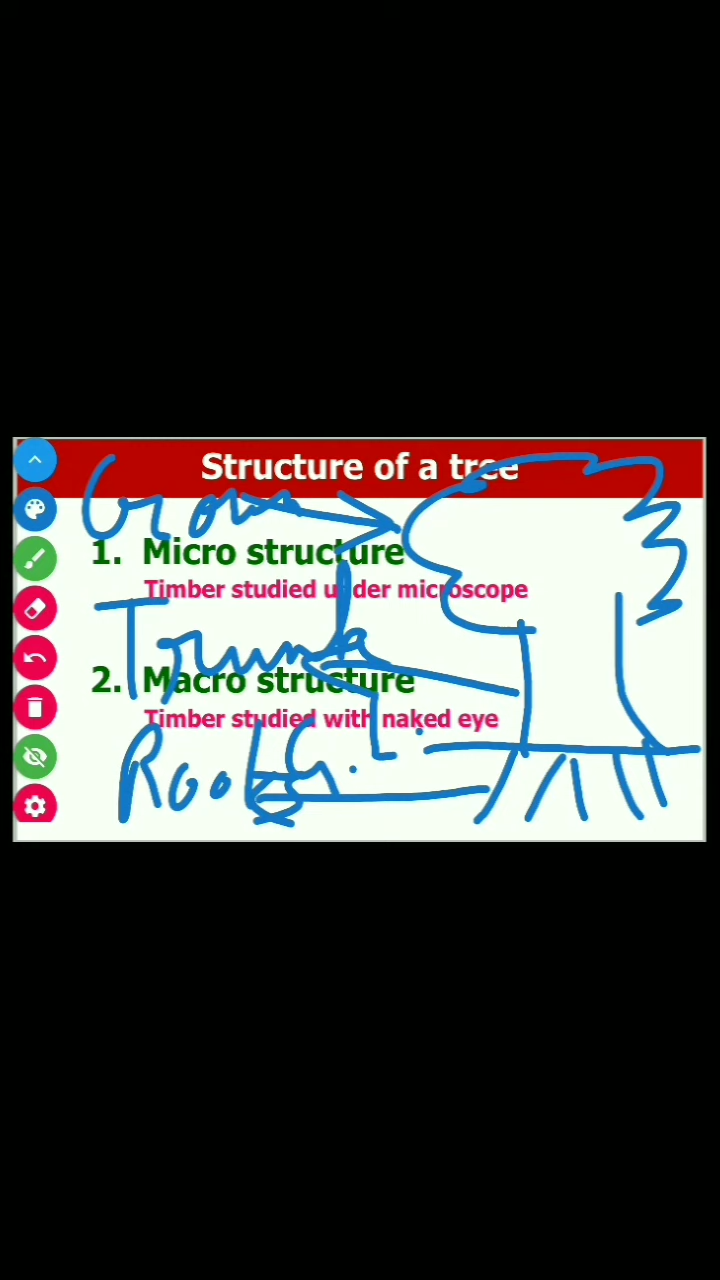 Structure of a tree
Crown
1. Micro structure
Timber studied under microscope
Trunk
2. Macro structure
Timber studied with naked eye
Roots